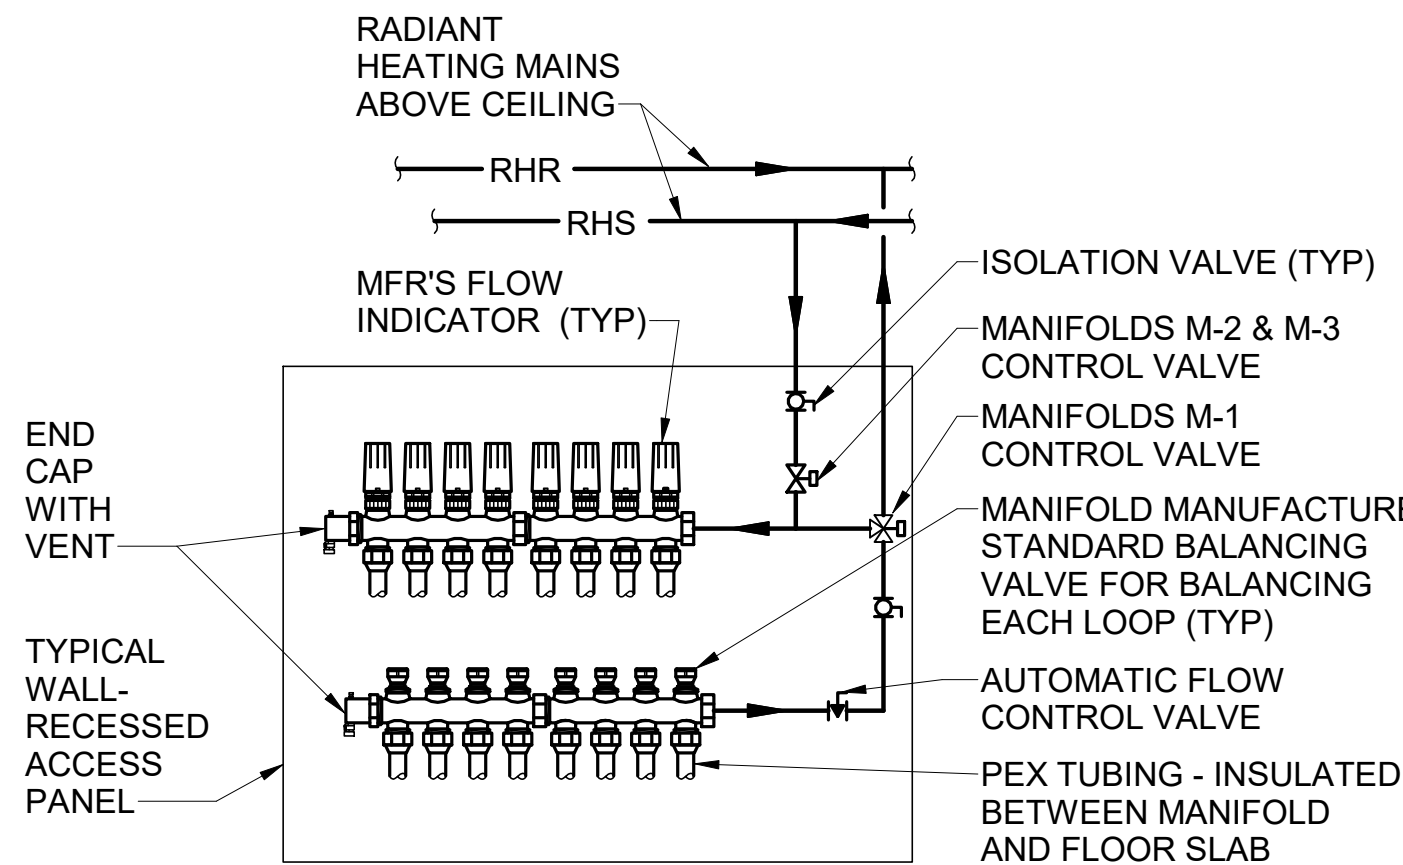 RADIANT
HEATING MAINS
ABOVE CEILING
RHR
RHS
MFR'S FLOW
INDICATOR (TYP)
ISOLATION VALVE (TYP)
MANIFOLDS M-2 & M-3
CONTROL VALVE
MANIFOLDS M-1
CONTROL VALVE
END
CAP
WITH
VENT
MANIFOLD MANUFACTURE
STANDARD BALANCING
VALVE FOR BALANCING
EACH LOOP (TYP)
TYPICAL
WALL-
RECESSED
ACCESS
PANEL
AUTOMATIC FLOW
CONTROL VALVE
PEX TUBING - INSULATED
BETWEEN MANIFOLD
AND FLOOR SLAB